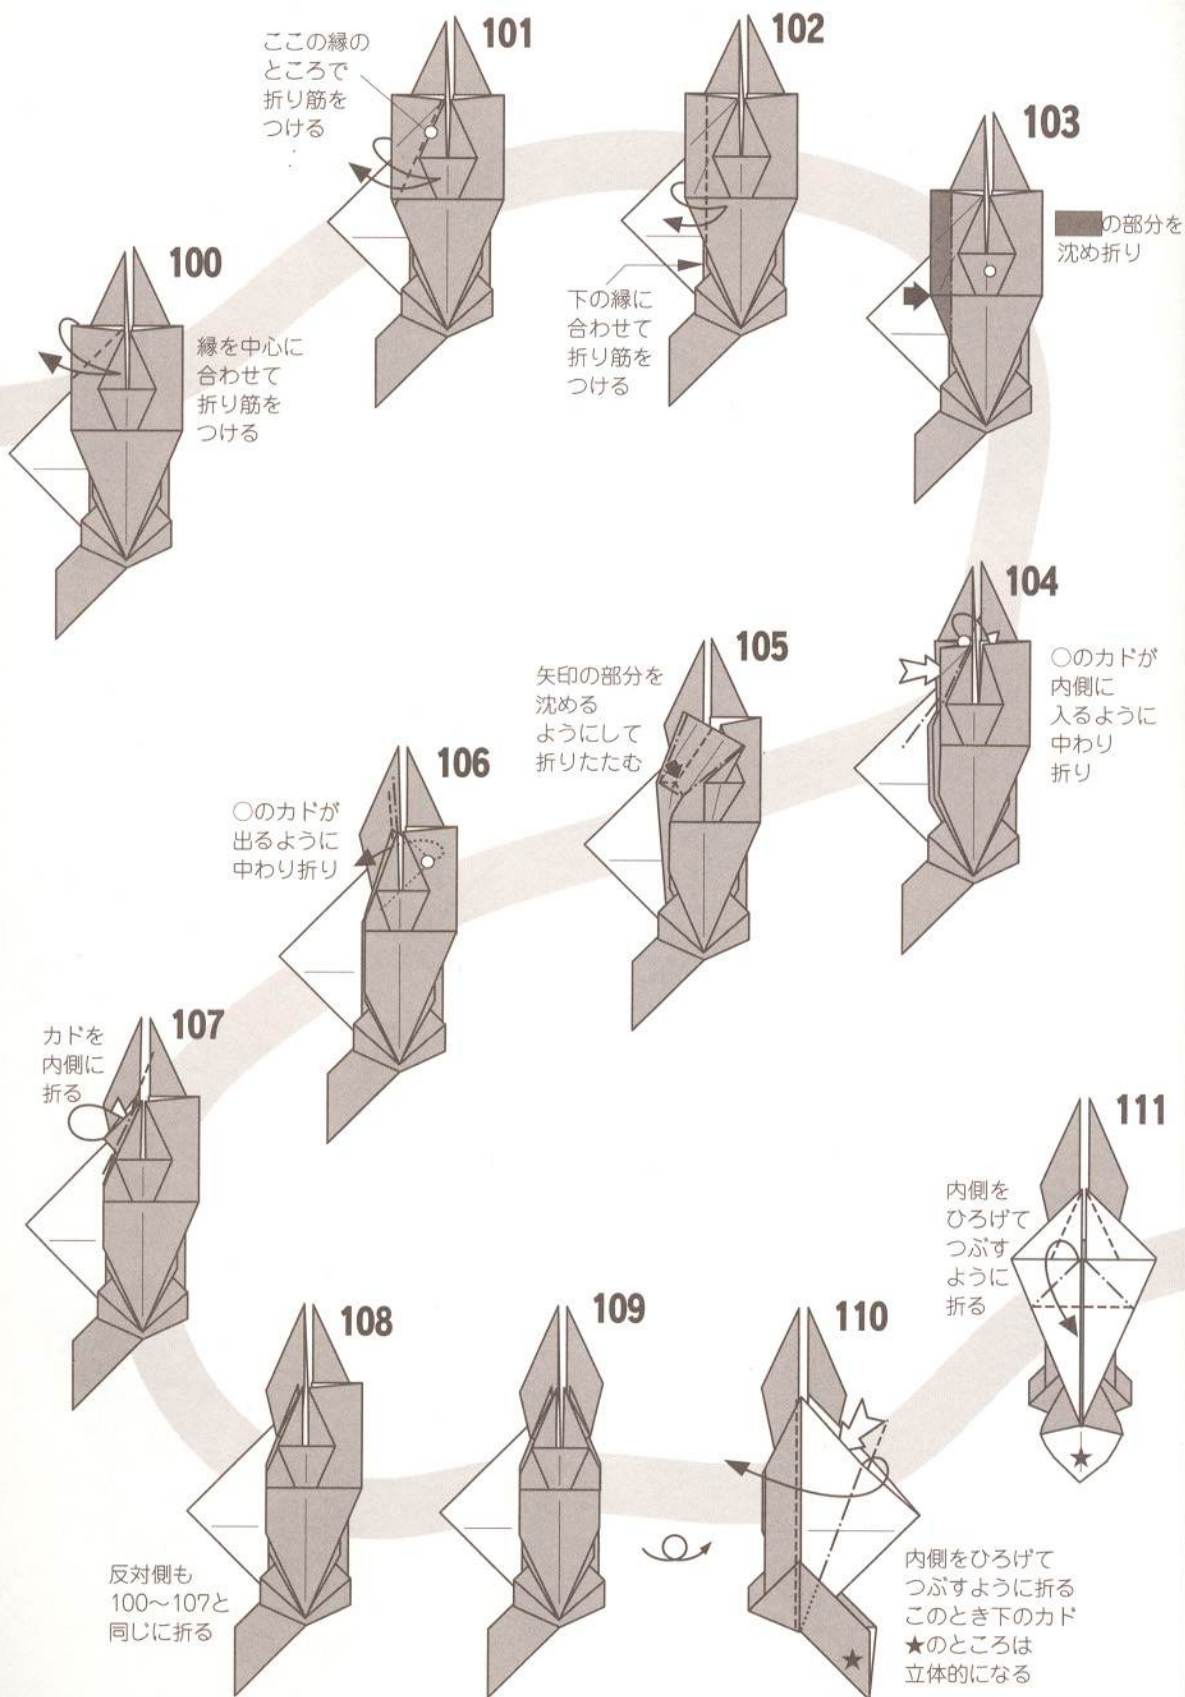 100
縁を中心に
合わせて
折り筋を
つける
101
ここの縁の
ところで
折り筋を
つける
102
下の縁に
合わせて
折り筋を
つける
103
の部分を
沈め折り
104
○のカドが
内側に
入るように
中わり
折り
105
矢印の部分を
沈める
ようにして
折りたたむ
106
○のカドが
出るように
中わり折り
107
カドを
内側に
折る
108
反対側も
100〜107と
同じに折る
109
110
内側をひろげて
つぶすように折る
このとき下のカド
★のところは
立体的になる
111
内側を
ひろげて
つぶす
ように
折る